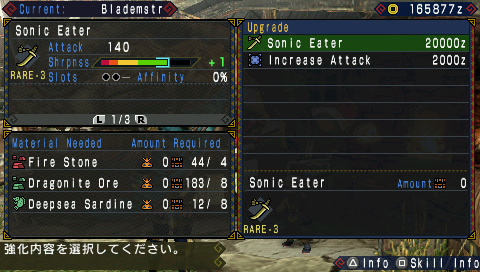 Current: Blademstr
165877z
Sonic Eater
Attack 140
Shrpnss +1
RARE-3 Slots Affinity 0%
L 1/3 R
Material Needed Amount Required
Fire Stone 0 44/ 4
Dragonite Ore 0 183/ 8
Deepsea Sardine 0 12/ 8
Upgrade
Sonic Eater 20000z
Increase Attack 2000z
Sonic Eater Amount 0
RARE-3
強化内容を選択してください。
Info Skill/Info